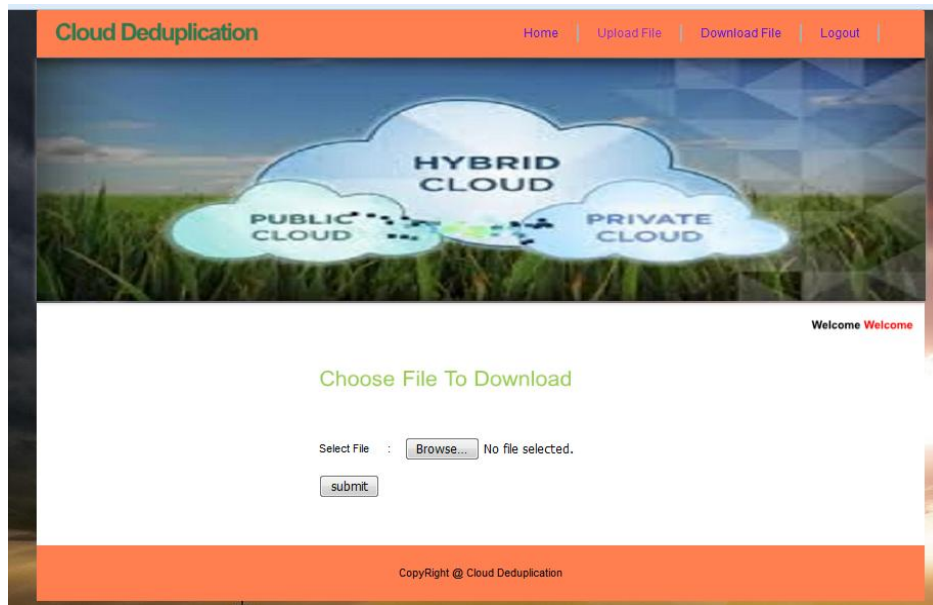 Cloud Deduplication
Home | Upload File | Download File | Logout |
HYBRID
CLOUD
PUBLIC
CLOUD
PRIVATE
CLOUD
Welcome Welcome
Choose File To Download
Select File : Browse... No file selected.
submit
CopyRight @ Cloud Deduplication